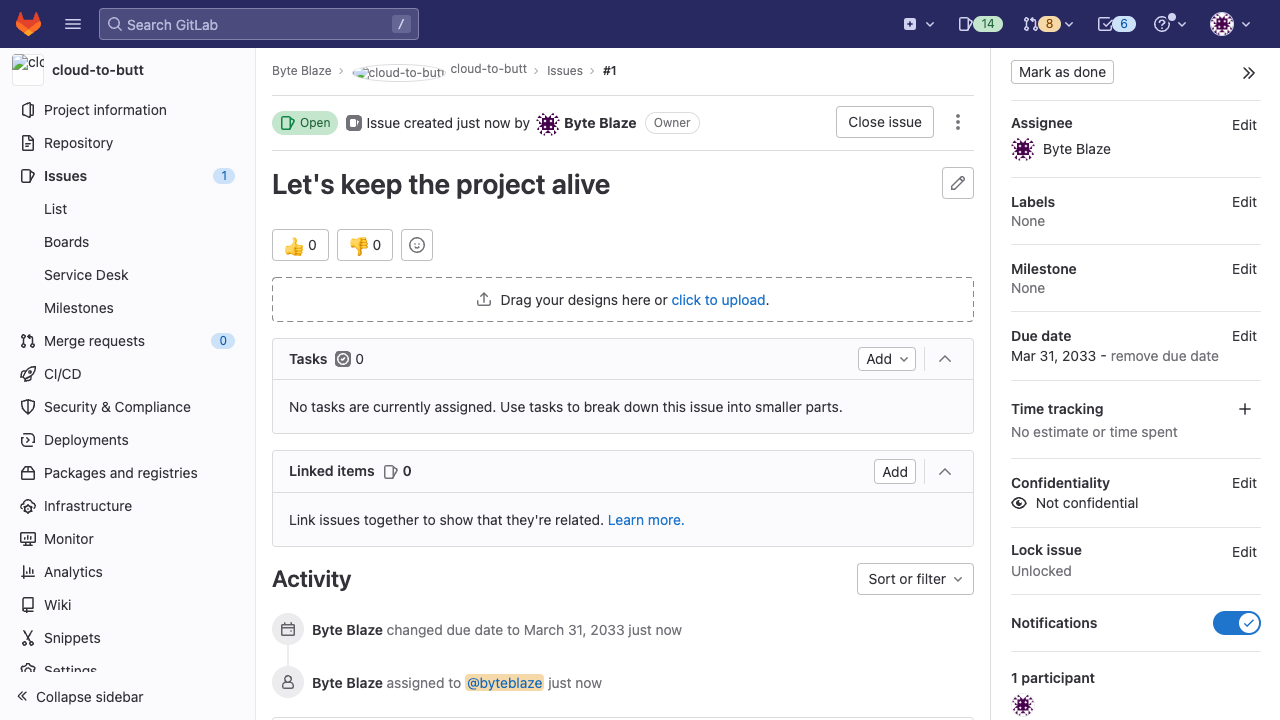 Search GitLab /
14
8
6
clo
cloud-to-butt
Project information
Repository
Issues 1
List
Boards
Service Desk
Milestones
Merge requests 0
CI/CD
Security & Compliance
Deployments
Packages and registries
Infrastructure
Monitor
Analytics
Wiki
Snippets
Settings
Collapse sidebar
Byte Blaze › cloud-to-butt cloud-to-butt › Issues › #1
Open Issue created just now by Byte Blaze Owner
Close issue
Let's keep the project alive
0 0
Drag your designs here or click to upload.
Tasks 0 Add
No tasks are currently assigned. Use tasks to break down this issue into smaller parts.
Linked items 0 Add
Link issues together to show that they're related. Learn more.
Activity Sort or filter
Byte Blaze changed due date to March 31, 2033 just now
Byte Blaze assigned to @byteblaze just now
Mark as done
Assignee Edit
Byte Blaze
Labels Edit
None
Milestone Edit
None
Due date Edit
Mar 31, 2033 - remove due date
Time tracking
No estimate or time spent
Confidentiality Edit
Not confidential
Lock issue Edit
Unlocked
Notifications
1 participant